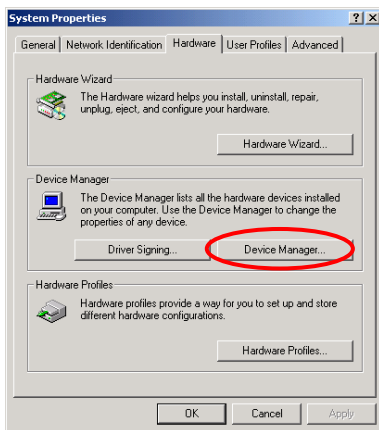 System Properties
General
Network Identification
Hardware
User Profiles
Advanced
Hardware Wizard
The Hardware wizard helps you install, uninstall, repair,
unplug, eject, and configure your hardware.
Hardware Wizard...
Device Manager
The Device Manager lists all the hardware devices installed
on your computer. Use the Device Manager to change the
properties of any device.
Driver Signing...
Device Manager...
Hardware Profiles
Hardware profiles provide a way for you to set up and store
different hardware configurations.
Hardware Profiles...
OK
Cancel
Apply